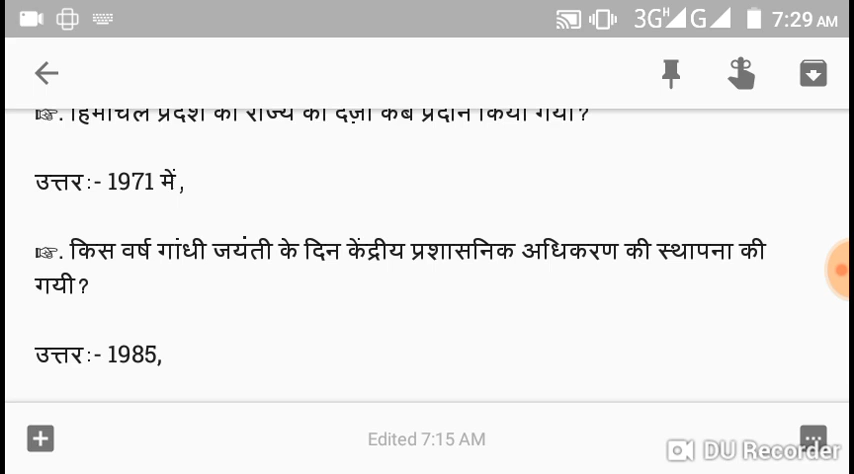 3G H G 7:29 AM
☞. हिमाचल प्रदेश को राज्य का दर्ज़ा कब प्रदान किया गया?
उत्तर:- 1971 में,
☞. किस वर्ष गांधी जयंती के दिन केंद्रीय प्रशासनिक अधिकरण की स्थापना की
गयी?
उत्तर:- 1985,
Edited 7:15 AM
DU Recorder